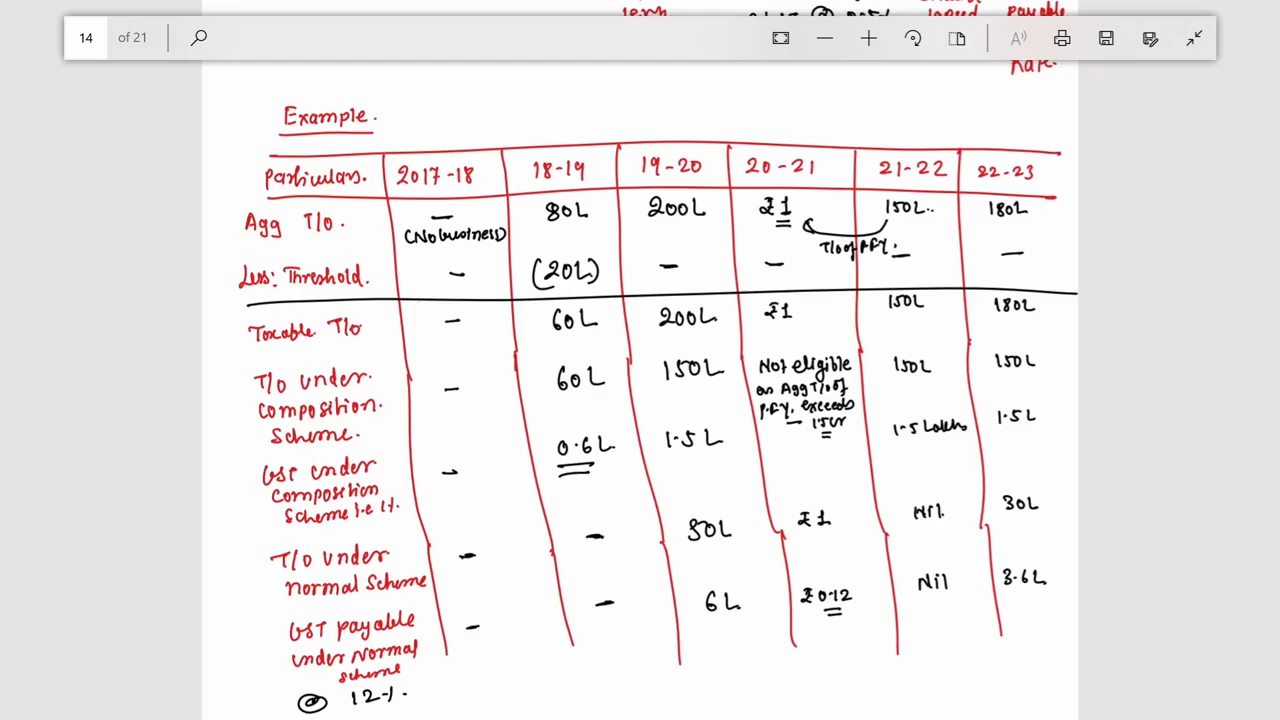 14 of 21
Example.
Particulars. 2017-18 18-19 19-20 20-21 21-22 22-23
Agg T/o. — 80L 200L ₹1 150L.. 180L
(No business) T/o of P.F.Y.
Less: Threshold. - (20L) - - - -
Taxable T/o - 60L 200L ₹1 150L 180L
T/o under - 60L 150L Not eligible 150L 150L
composition as Agg T/o of
scheme. P.F.Y. exceeds
1.5cr
GST under - 0.6L 1.5L 1.5 Lakhs 1.5L
composition
scheme i.e 1%.
T/o under - - 50L ₹1 Nil. 30L
Normal Scheme
GST payable - - 6L ₹0.12 Nil 3.6L
under Normal
scheme
@ 12%.